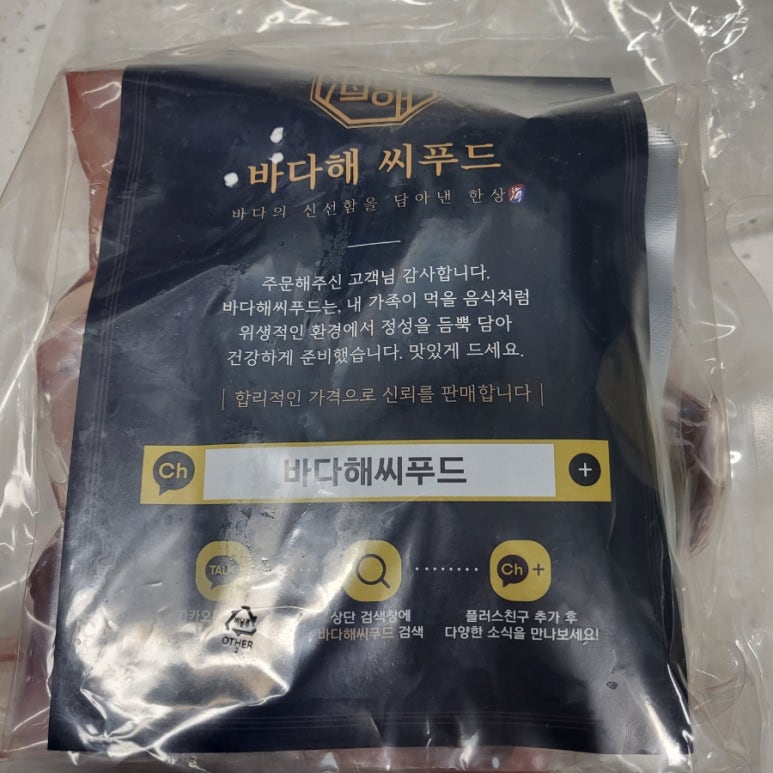 바다해 씨푸드
바다의 신선함을 담아낸 한상 海
주문해주신 고객님 감사합니다.
바다해씨푸드는, 내 가족이 먹을 음식처럼
위생적인 환경에서 정성을 듬뿍 담아
건강하게 준비했습니다. 맛있게 드세요.
| 합리적인 가격으로 신뢰를 판매합니다 |
Ch 바다해씨푸드 +
TALK Ch+
상단 검색창에 플러스친구 추가 후
바다해씨푸드 검색 다양한 소식을 만나보세요!
OTHER